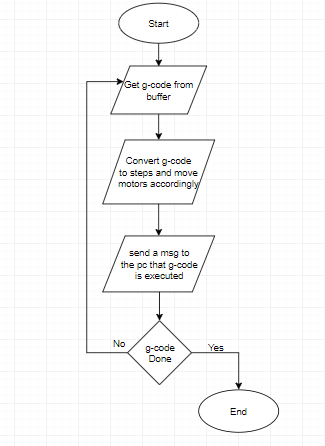 Start
Get g-code from
buffer
Convert g-code
to steps and move
motors accordingly
send a msg to
the pc that g-code
is executed
No
g-code
Done
Yes
End